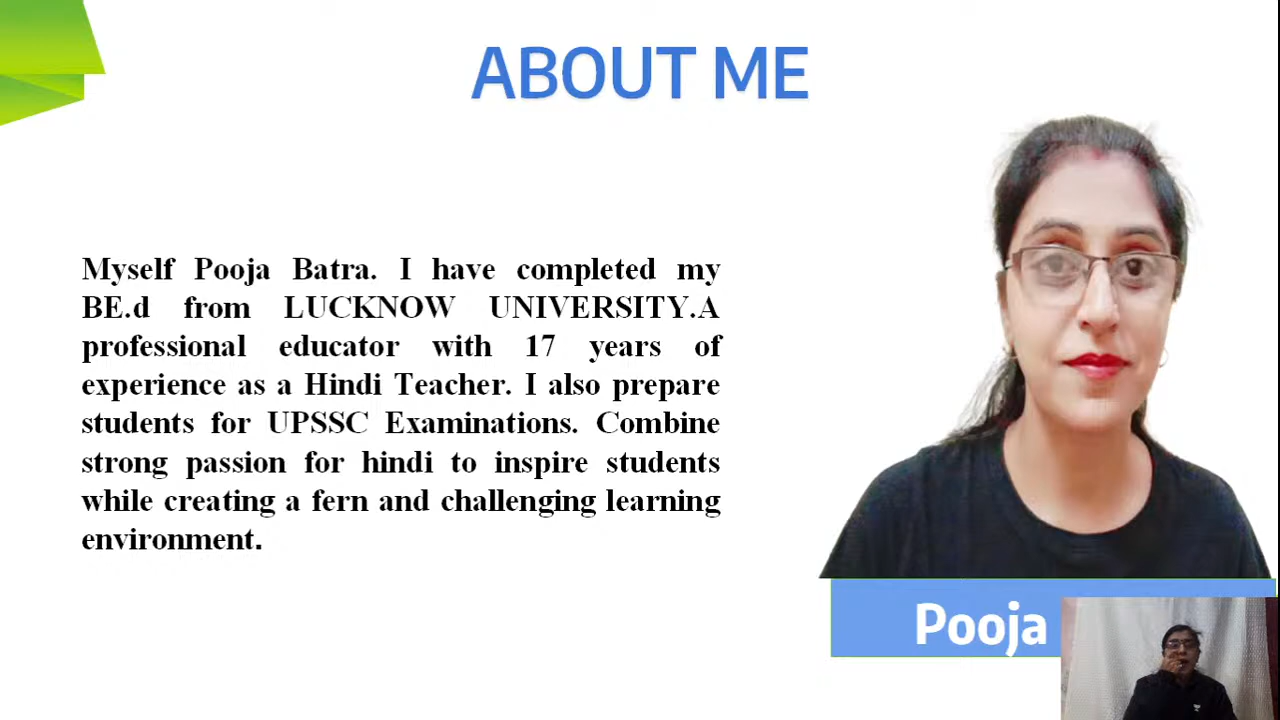 ABOUT ME
Myself Pooja Batra. I have completed my
BE.d from LUCKNOW UNIVERSITY.A
professional educator with 17 years of
experience as a Hindi Teacher. I also prepare
students for UPSSC Examinations. Combine
strong passion for hindi to inspire students
while creating a fern and challenging learning
environment.
Pooja